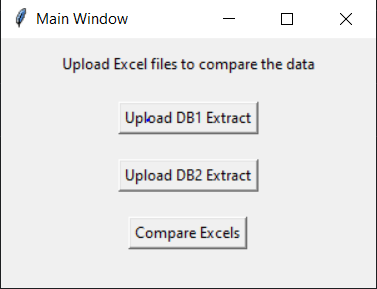 Main Window
Upload Excel files to compare the data
Upload DB1 Extract
Upload DB2 Extract
Compare Excels